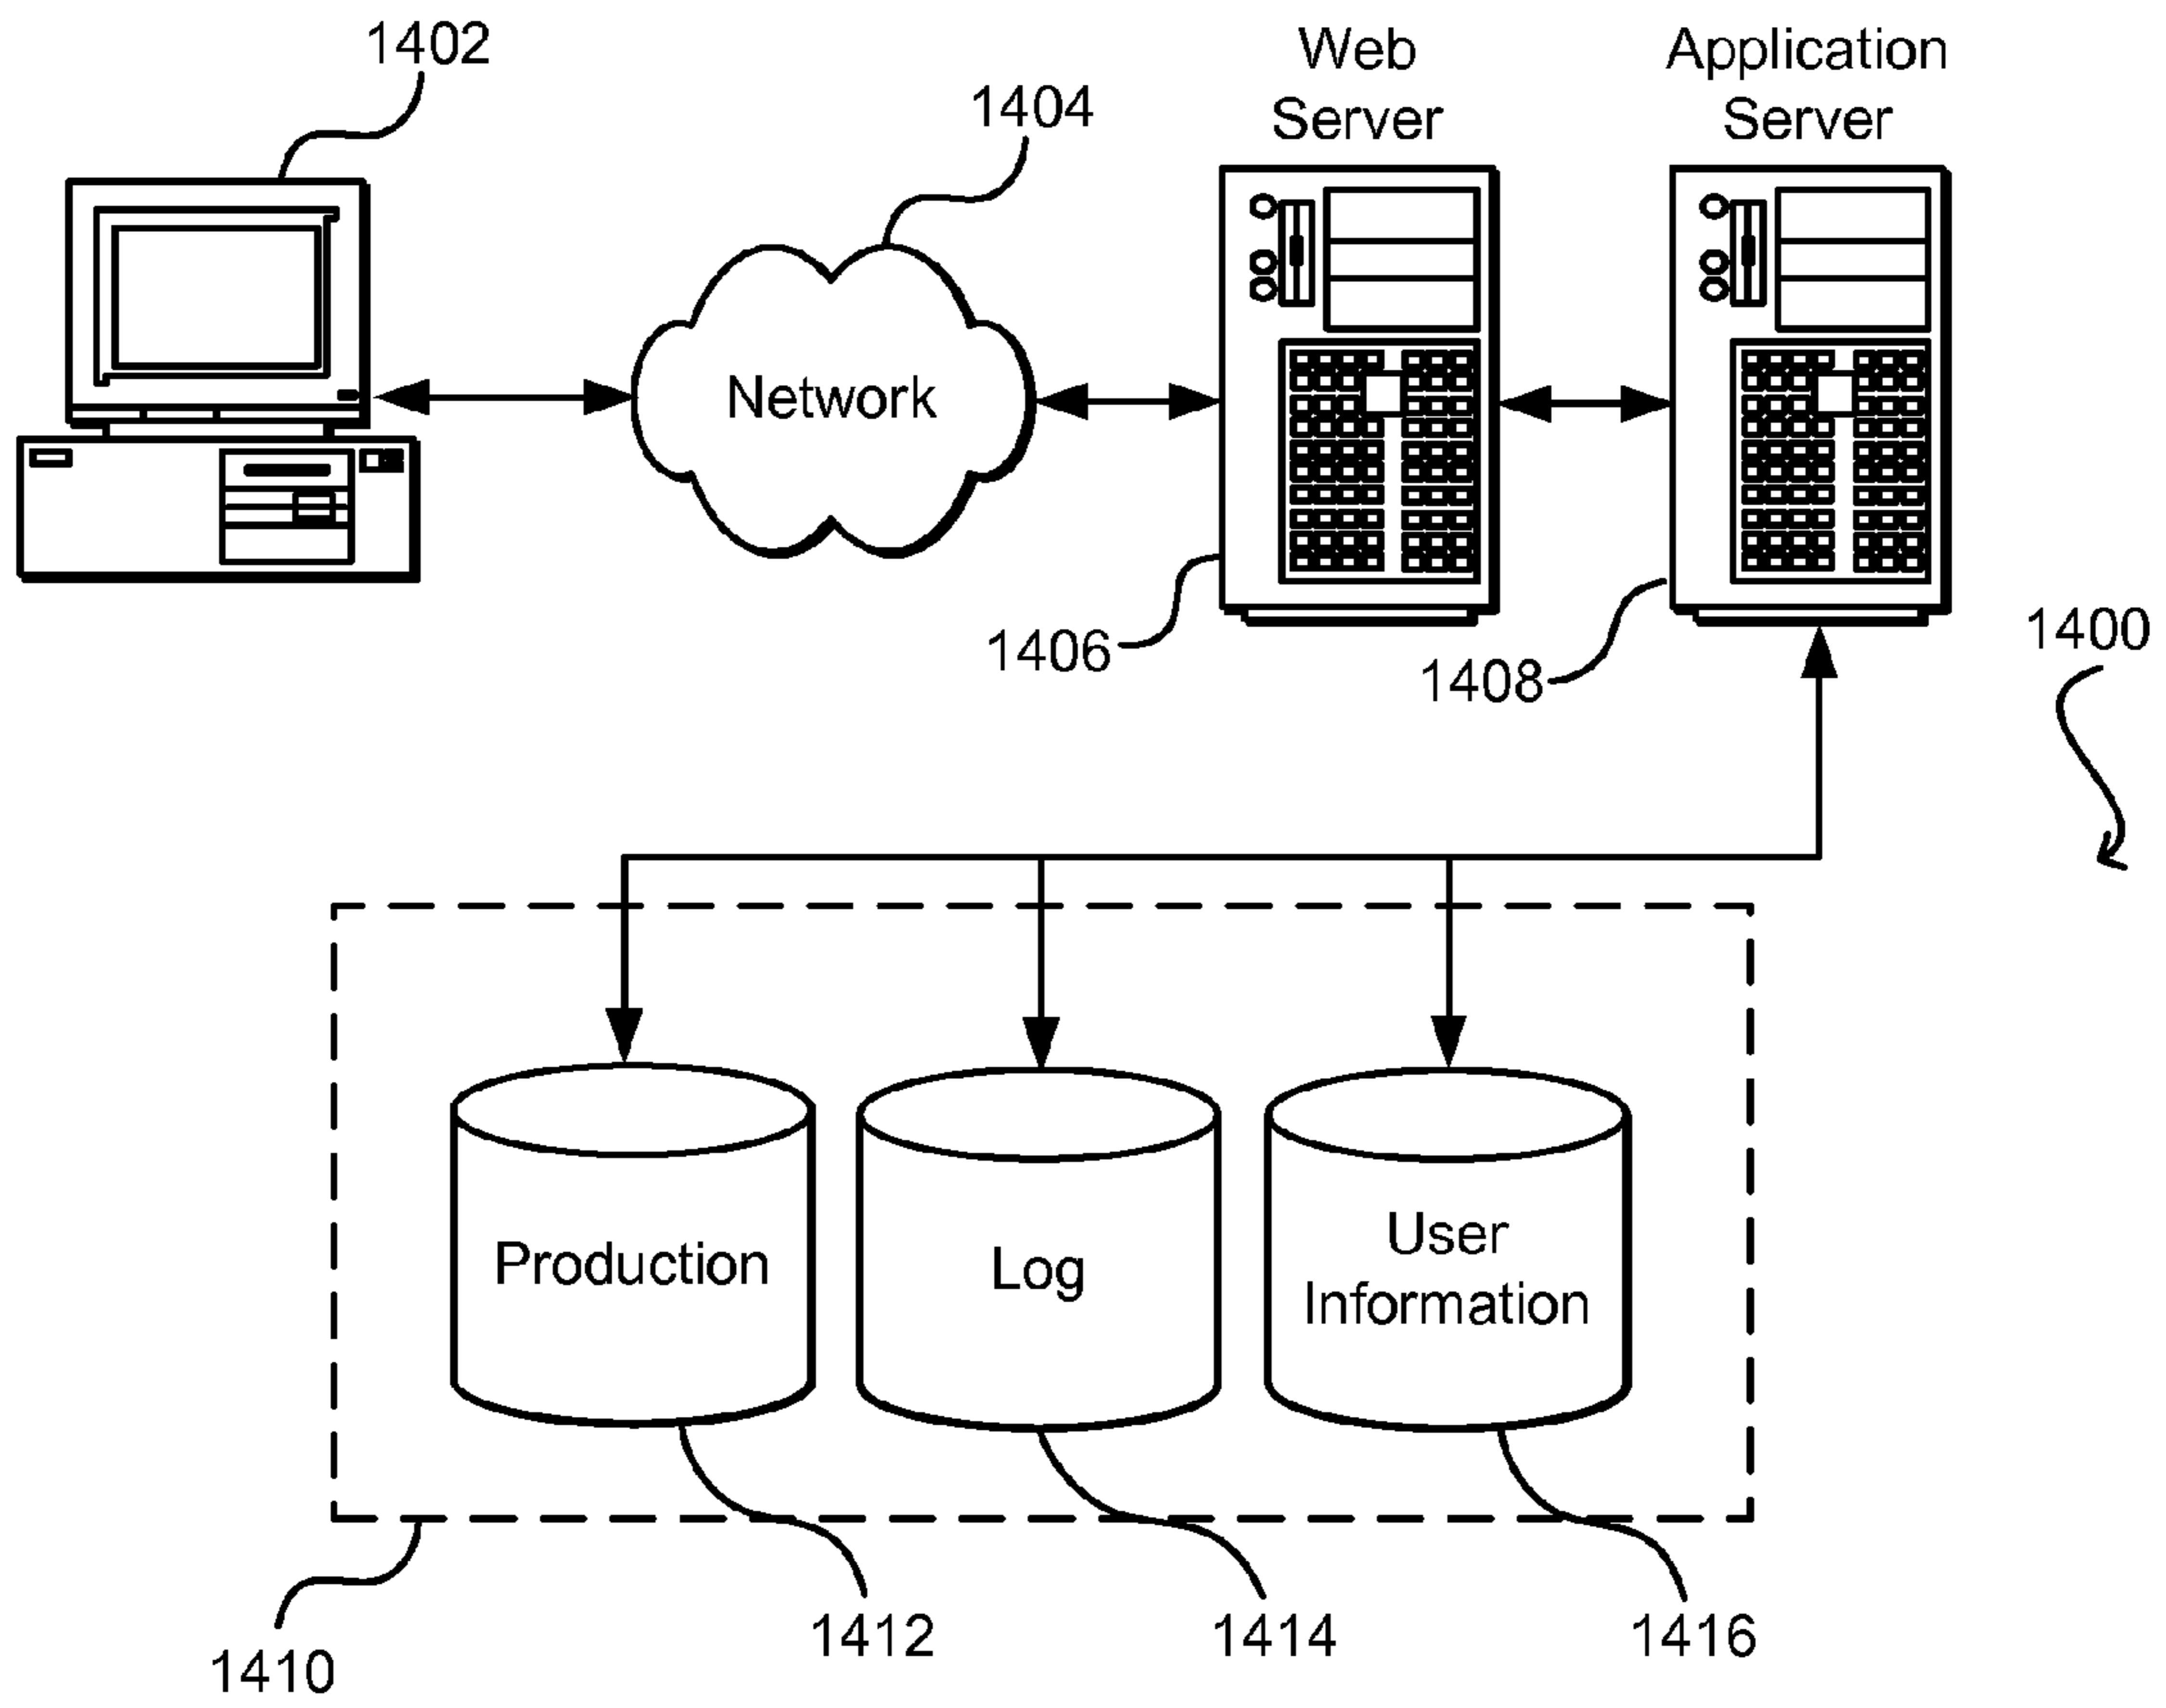 1402
1404
Web
Server
Application
Server
Network
1406
1408
1400
Production
Log
User
Information
1410
1412
1414
1416